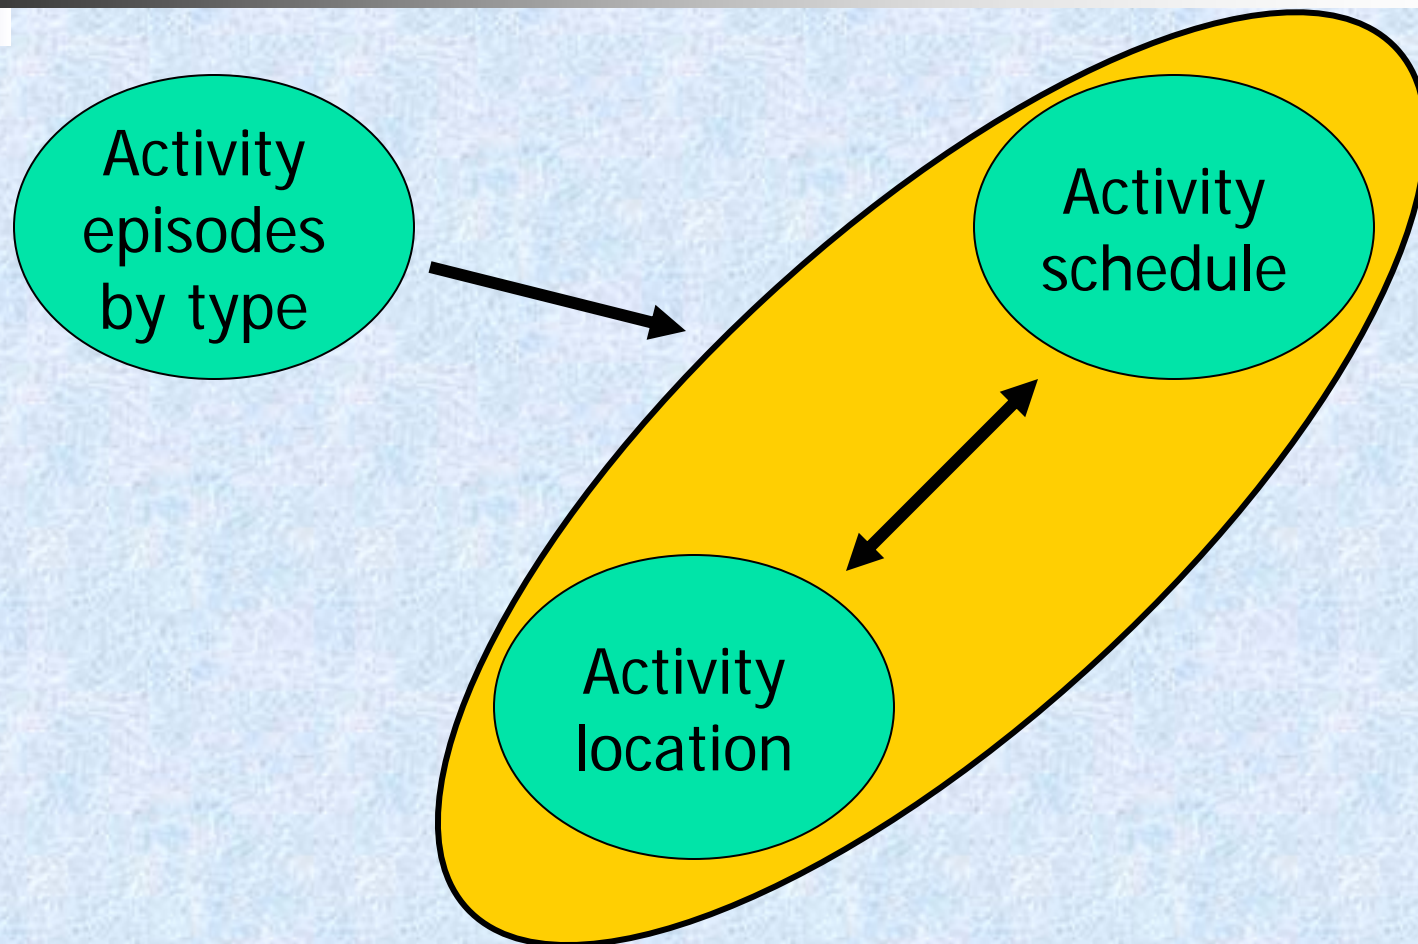 Activity
episodes
by type
Activity
schedule
Activity
location